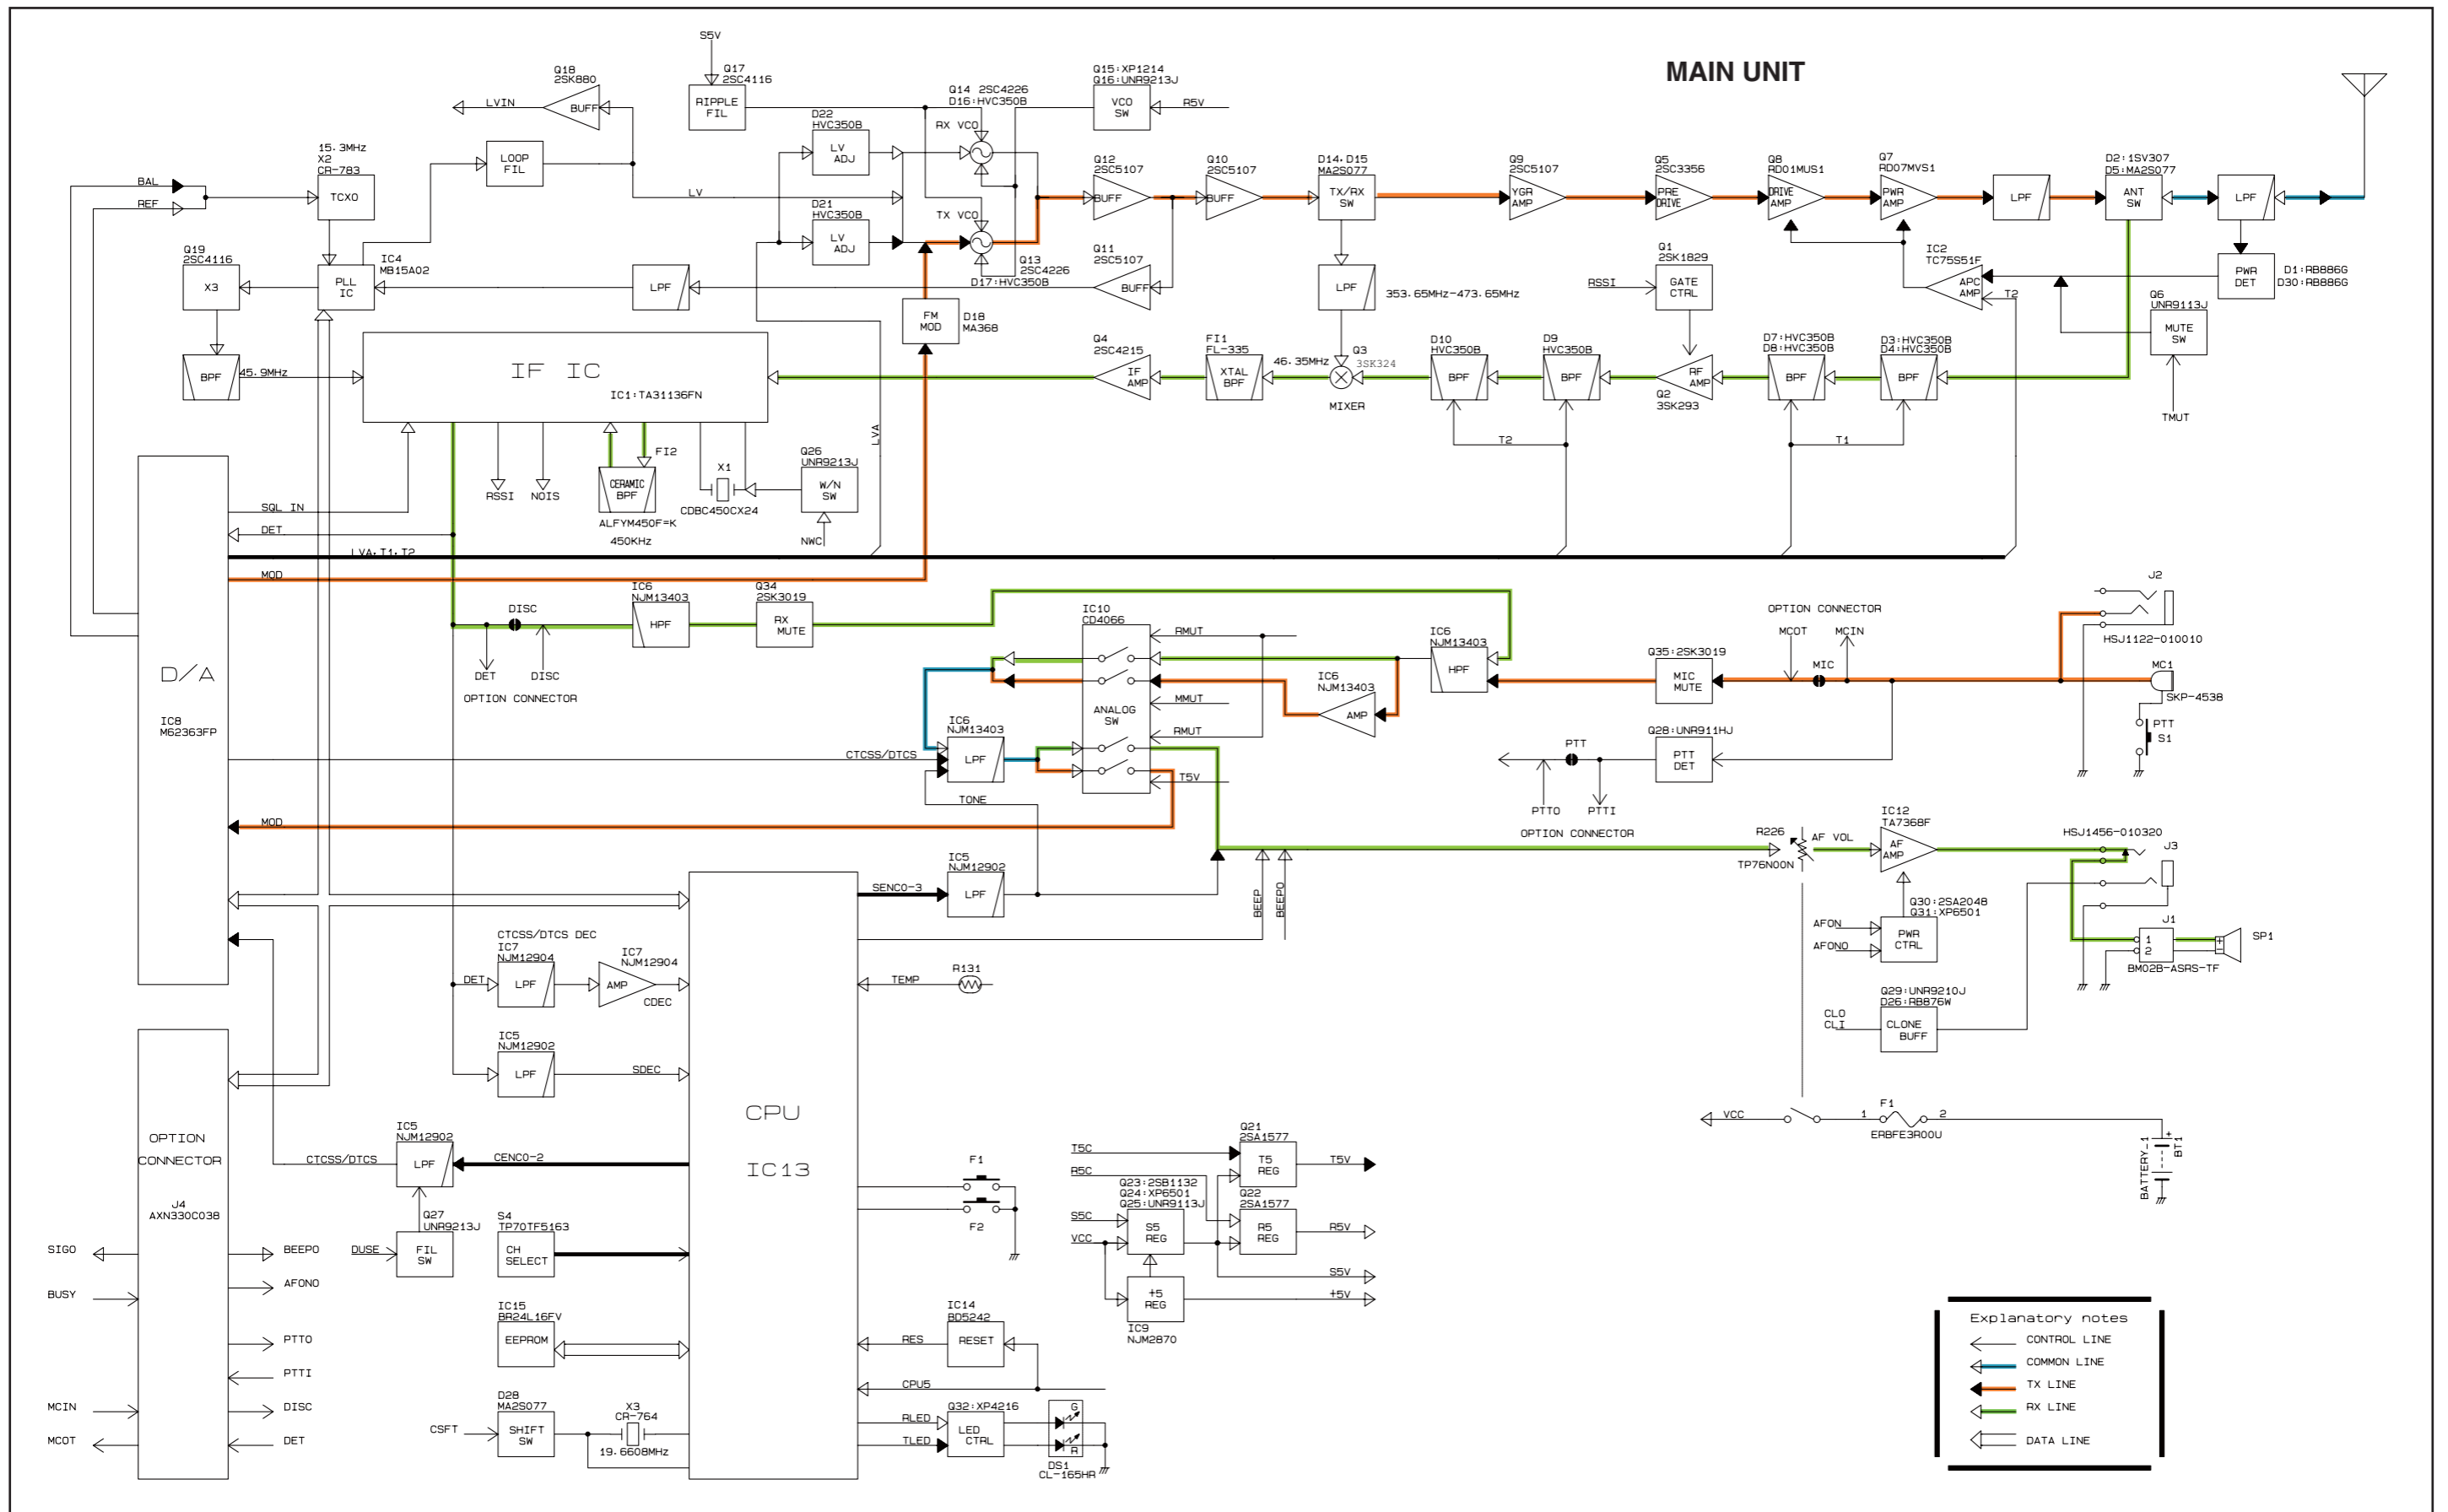 MAIN UNIT
S5V
Q18
2SK880
BUFF
LVIN
Q17
2SC4116
RIPPLE
FIL
Q14 2SC4226
D16:HVC350B
RX VCO
Q15:XP1214
Q16:UNR9213J
VCO
SW
R5V
D22
HVC350B
LV
ADJ
15.3MHz
X2
CR-783
TCXO
LOOP
FIL
BAL
REF
LV
D21
HVC350B
LV
ADJ
TX VCO
Q13
2SC4226
D17:HVC350B
Q12
2SC5107
BUFF
Q10
2SC5107
BUFF
Q11
2SC5107
BUFF
D14,D15
MA2S077
TX/RX
SW
Q9
2SC5107
YGR
AMP
Q5
2SC3356
PRE
DRIVE
Q8
RD01MUS1
DRIVE
AMP
Q7
RD07MVS1
PWR
AMP
LPF
D2:1SV307
D5:MA2S077
ANT
SW
LPF
Q19
2SC4116
X3
IC4
MB15A02
PLL
IC
LPF
FM
MOD
D18
MA368
LPF
353.65MHz-473.65MHz
Q1
2SK1829
RSSI
GATE
CTRL
IC2
TC75S51F
APC
AMP
T2
PWR
DET
D1:RB886G
D30:RB886G
Q6
UNR9113J
MUTE
SW
TMUT
BPF
45.9MHz
IF IC
IC1:TA31136FN
Q4
2SC4215
IF
AMP
FI1
FL-335
XTAL
BPF
46.35MHz
Q3
3SK324
MIXER
D10
HVC350B
BPF
D9
HVC350B
BPF
RF
AMP
Q2
3SK293
D7:HVC350B
D8:HVC350B
BPF
D3:HVC350B
D4:HVC350B
BPF
T2
T1
LVA
RSSI
NOIS
FI2
CERAMIC
BPF
ALFYM450F=K
450KHz
X1
CDBC450CX24
Q26
UNR9213J
W/N
SW
NWC
SQL IN
DET
LVA,T1,T2
MOD
D/A
IC8
M62363FP
DISC
DET
DISC
OPTION CONNECTOR
IC6
NJM13403
HPF
Q34
2SK3019
RX
MUTE
IC10
CD4066
ANALOG
SW
RMUT
MMUT
RMUT
T5V
IC6
NJM13403
AMP
IC6
NJM13403
HPF
Q35:2SK3019
MIC
MUTE
OPTION CONNECTOR
MCOT
MCIN
MIC
J2
HSJ1122-010010
MC1
SKP-4538
PTT
S1
IC6
NJM13403
LPF
CTCSS/DTCS
TONE
MOD
Q28:UNR911HJ
PTT
DET
PTT
PTTO
PTTI
OPTION CONNECTOR
R226
TP76N00N
AF VOL
IC12
TA7368F
AF
AMP
HSJ1456-010320
J3
Q30:2SA2048
Q31:XP6501
AFON
AFONO
PWR
CTRL
J1
1
2
BM02B-ASRS-TF
SP1
+
-
IC5
NJM12902
LPF
SENC0-3
BEEP
BEEPO
CTCSS/DTCS DEC
IC7
NJM12904
DET
LPF
IC7
NJM12904
AMP
CDEC
TEMP
R131
Q29:UNR9210J
D26:RB876W
CLO
CLI
CLONE
BUFF
IC5
NJM12902
LPF
SDEC
CPU
IC13
VCC
1
F1
2
ERBFE3R00U
BATTERY_1
BT1
+
OPTION
CONNECTOR
J4
AXN330C038
IC5
NJM12902
LPF
CTCSS/DTCS
CENC0-2
Q27
UNR9213J
FIL
SW
DUSE
S4
TP70TF5163
CH
SELECT
F1
F2
T5C
R5C
Q21
2SA1577
T5
REG
T5V
Q23:2SB1132
Q24:XP6501
Q25:UNR9113J
S5C
VCC
S5
REG
Q22
2SA1577
R5
REG
R5V
S5V
+5
REG
+5V
IC9
NJM2870
SIGO
BUSY
MCIN
MCOT
BEEPO
AFONO
PTTO
PTTI
DISC
DET
IC15
BR24L16FV
EEPROM
IC14
BD5242
RES
RESET
CPU5
D28
MA2S077
CSFT
SHIFT
SW
X3
CR-764
19.6608MHz
RLED
TLED
Q32:XP4216
LED
CTRL
G
R
DS1
CL-165HR
Explanatory notes
CONTROL LINE
COMMON LINE
TX LINE
RX LINE
DATA LINE